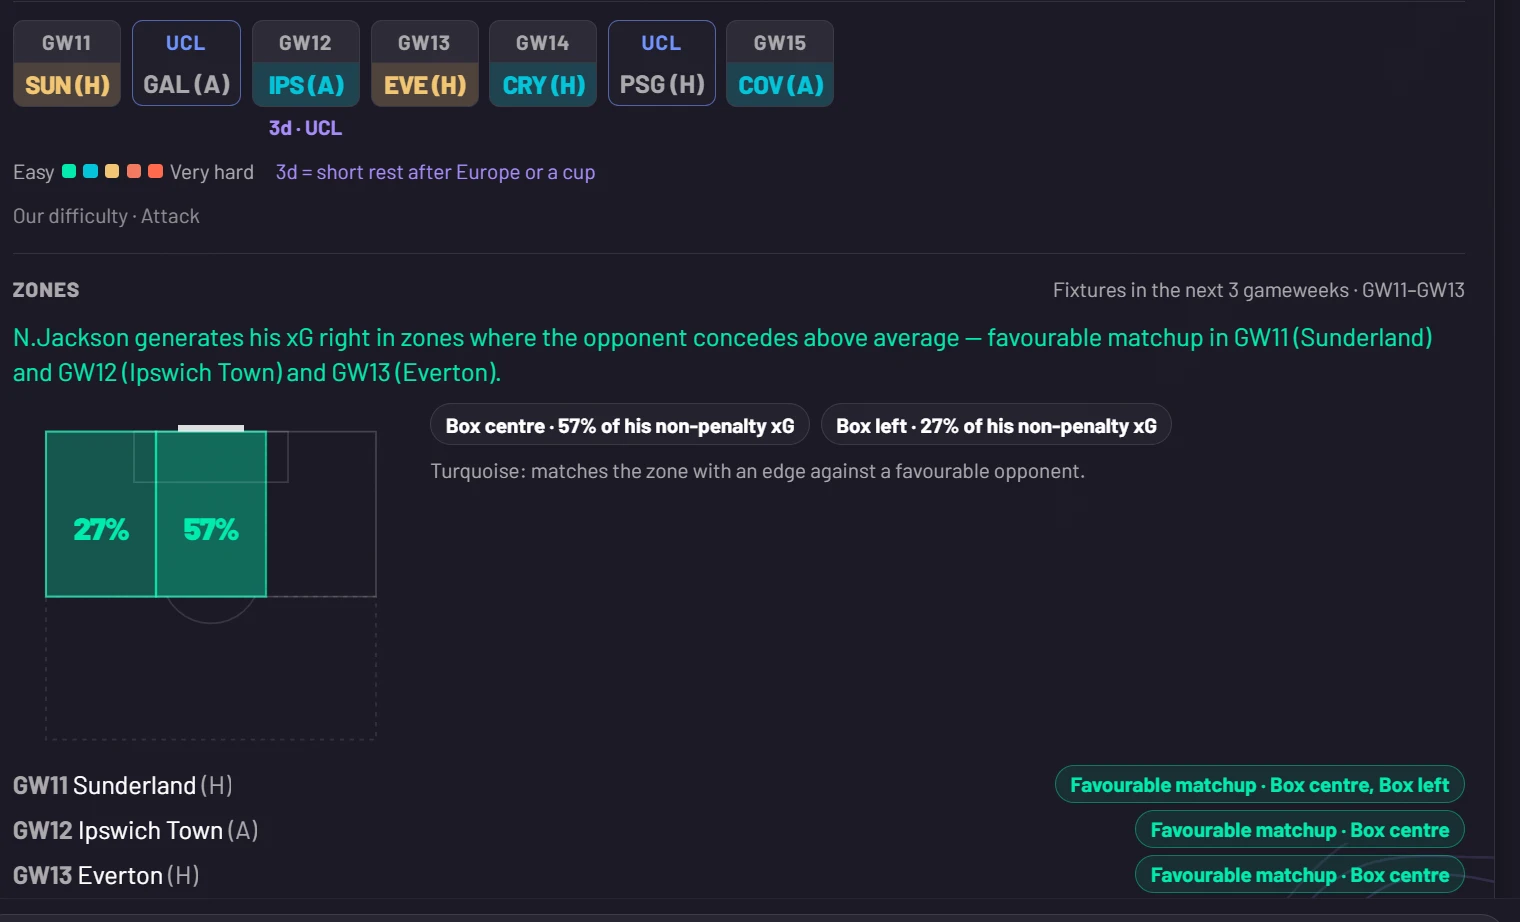 GW11 UCL GW12 GW13 GW14 UCL GW15
SUN (H) GAL (A) IPS (A) EVE (H) CRY (H) PSG (H) COV (A)
3d · UCL
Easy Very hard 3d = short rest after Europe or a cup
Our difficulty · Attack
ZONES Fixtures in the next 3 gameweeks · GW11–GW13
N.Jackson generates his xG right in zones where the opponent concedes above average — favourable matchup in GW11 (Sunderland)
and GW12 (Ipswich Town) and GW13 (Everton).
Box centre · 57% of his non-penalty xG Box left · 27% of his non-penalty xG
Turquoise: matches the zone with an edge against a favourable opponent.
27% 57%
GW11 Sunderland (H) Favourable matchup · Box centre, Box left
GW12 Ipswich Town (A) Favourable matchup · Box centre
GW13 Everton (H) Favourable matchup · Box centre